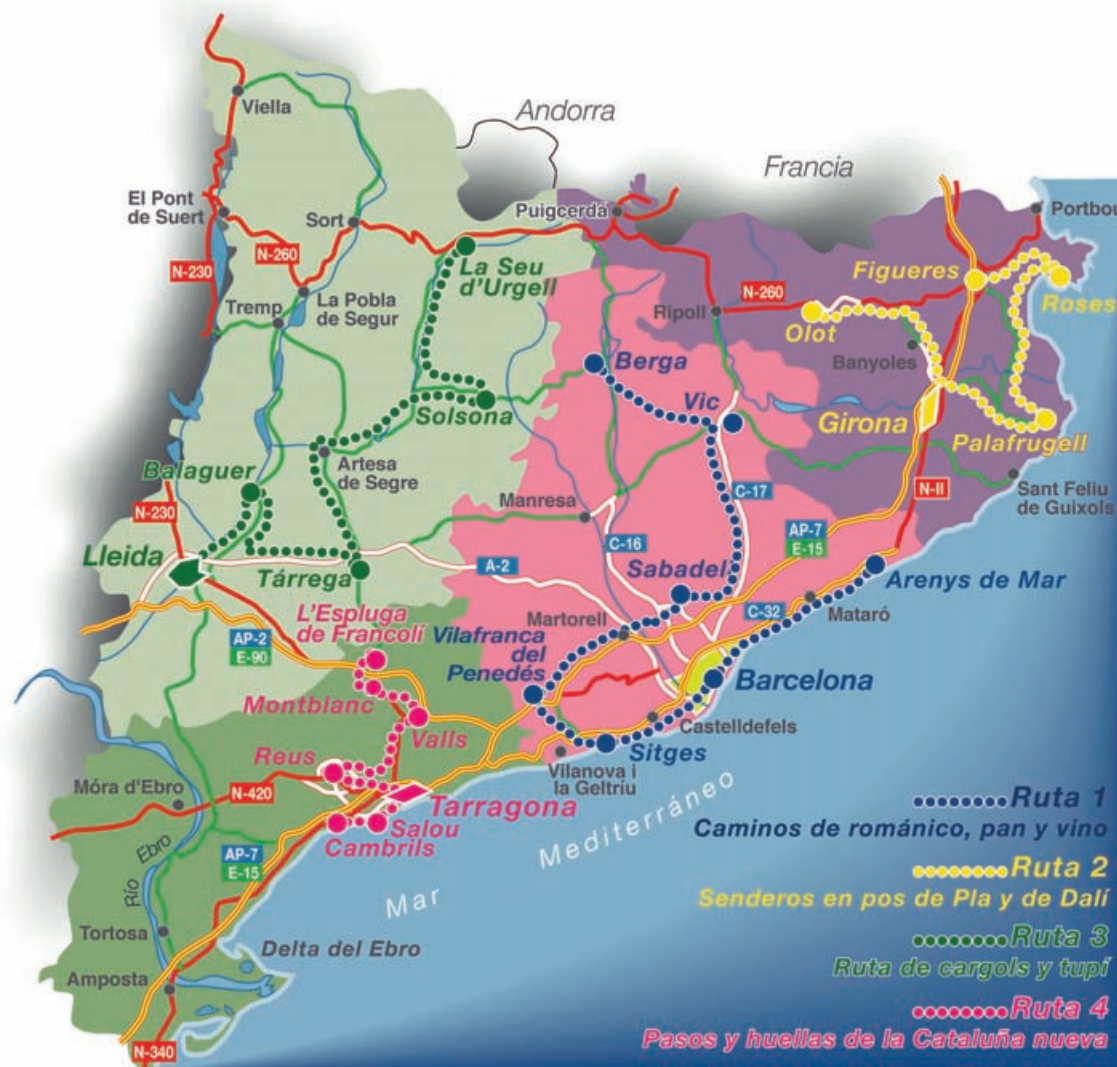 Andorra
Viella
Francia
El Pont
de Suert
Sort
Puigcerdá
Portbou
N-230
N-260
La Seu
d'Urgell
Figueres
Roses
Tremp
La Pobla
de Segur
Ripoll
N-260
Olot
Banyoles
Berga
Solsona
Vic
Girona
Palafrugell
Balaguer
Artesa
de Segre
Manresa
C-17
N-II
Sant Feliu
de Guixols
N-230
Lleida
Tárrega
A-2
C-16
AP-7
E-15
Sabadel
Arenys de Mar
L'Espluga
de Francolí
AP-2
E-90
Martorell
C-32
Mataró
Vilafranca
del
Penedés
Barcelona
Montblanc
Valls
Castelldefels
Sitges
Reus
Vilanova i
la Geltriu
Móra d'Ebro
N-420
Tarragona
Salou
Cambrils
AP-7
E-15
Río Ebro
Mar Mediterráneo
Tortosa
Delta del Ebro
Amposta
N-340
Ruta 1
Caminos de románico, pan y vino
Ruta 2
Senderos en pos de Pla y de Dalí
Ruta 3
Ruta de cargols y tupí
Ruta 4
Pasos y huellas de la Cataluña nueva